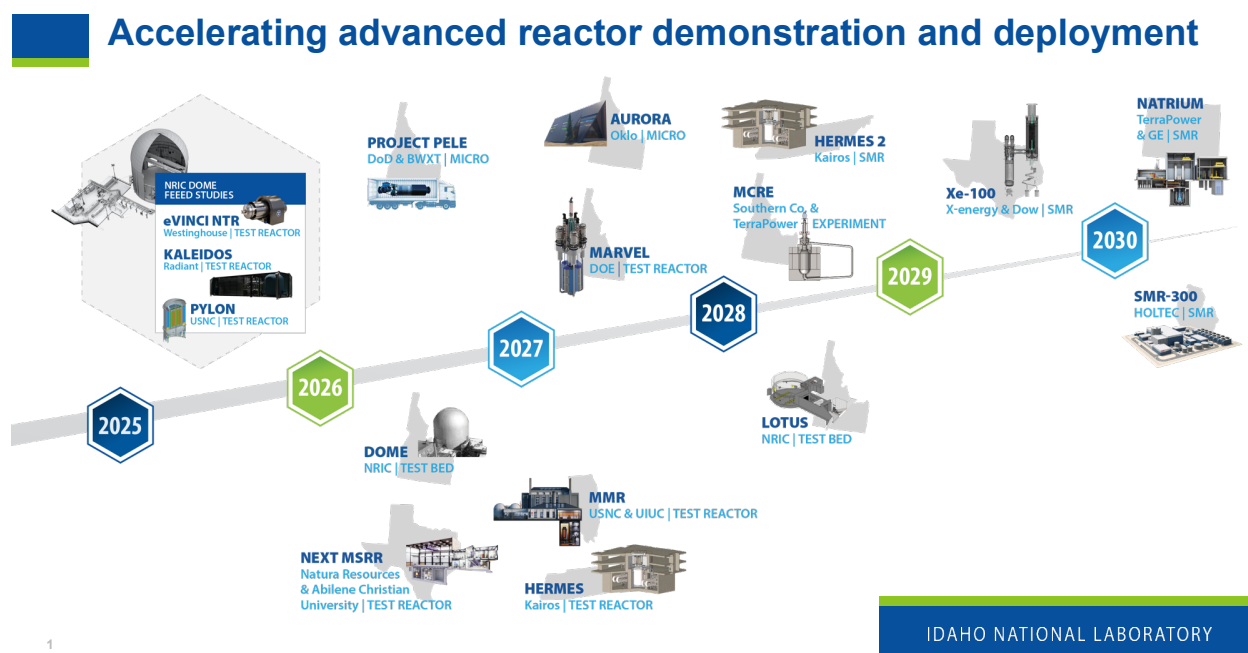 Accelerating advanced reactor demonstration and deployment
NRIC DOME
FEEED STUDIES
eVINCI NTR
Westinghouse | TEST REACTOR
KALEIDOS
Radiant | TEST REACTOR
PYLON
USNC | TEST REACTOR
PROJECT PELE
DoD & BWXT | MICRO
AURORA
Oklo | MICRO
MARVEL
DOE | TEST REACTOR
HERMES 2
Kairos | SMR
MCRE
Southern Co. &
TerraPower | EXPERIMENT
Xe-100
X-energy & Dow | SMR
NATRIUM
TerraPower
& GE | SMR
2025
2026
2027
2028
2029
2030
SMR-300
HOLTEC | SMR
DOME
NRIC | TEST BED
LOTUS
NRIC | TEST BED
MMR
USNC & UIUC | TEST REACTOR
NEXT MSRR
Natura Resources
& Abilene Christian
University | TEST REACTOR
HERMES
Kairos | TEST REACTOR
1
IDAHO NATIONAL LABORATORY